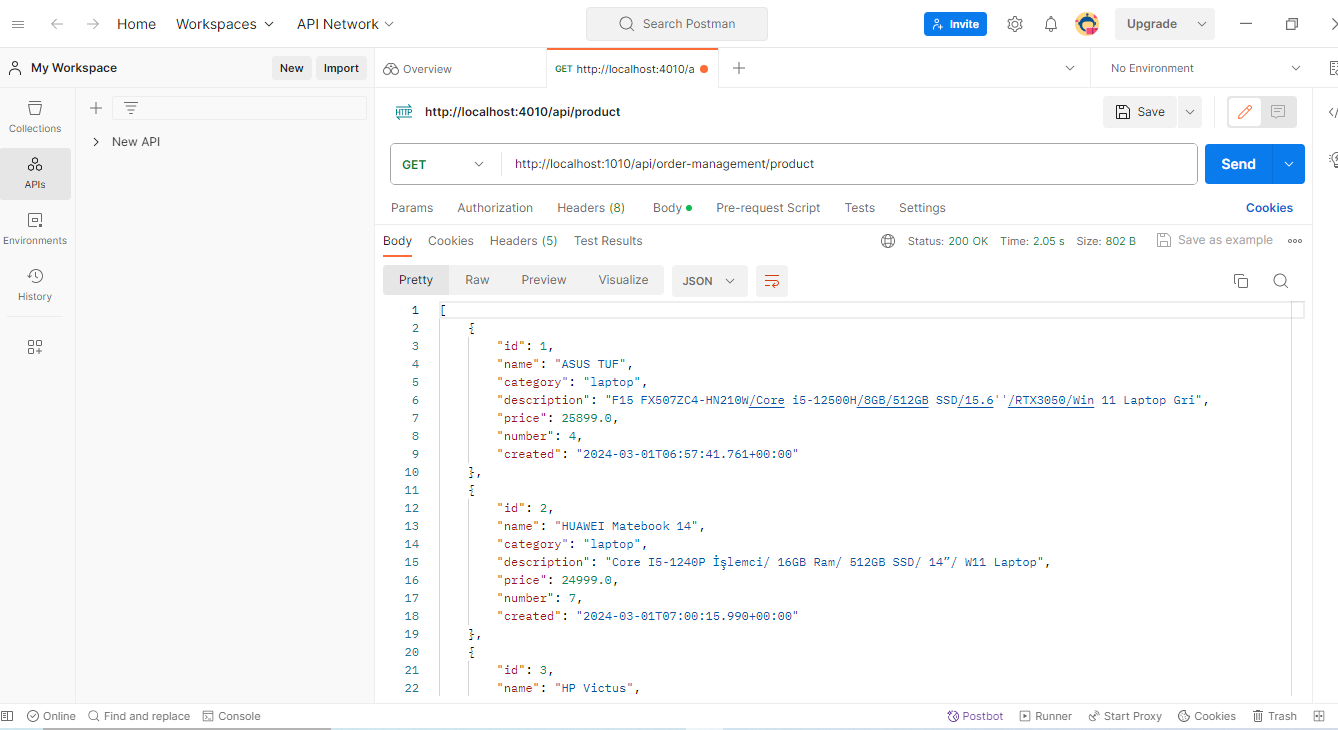 Home Workspaces API Network Search Postman Invite Upgrade
My Workspace New Import Overview GET http://localhost:4010/a No Environment
Collections
New API
APIs
Environments
History
HTTP http://localhost:4010/api/product Save
GET http://localhost:1010/api/order-management/product Send
Params Authorization Headers (8) Body Pre-request Script Tests Settings Cookies
Body Cookies Headers (5) Test Results Status: 200 OK Time: 2.05 s Size: 802 B Save as example
Pretty Raw Preview Visualize JSON
1 [
2 {
3 "id": 1,
4 "name": "ASUS TUF",
5 "category": "laptop",
6 "description": "F15 FX507ZC4-HN210W/Core i5-12500H/8GB/512GB SSD/15.6''/RTX3050/Win 11 Laptop Gri",
7 "price": 25899.0,
8 "number": 4,
9 "created": "2024-03-01T06:57:41.761+00:00"
10 },
11 {
12 "id": 2,
13 "name": "HUAWEI Matebook 14",
14 "category": "laptop",
15 "description": "Core I5-1240P İşlemci/ 16GB Ram/ 512GB SSD/ 14”/ W11 Laptop",
16 "price": 24999.0,
17 "number": 7,
18 "created": "2024-03-01T07:00:15.990+00:00"
19 },
20 {
21 "id": 3,
22 "name": "HP Victus",
Online Find and replace Console Postbot Runner Start Proxy Cookies Trash